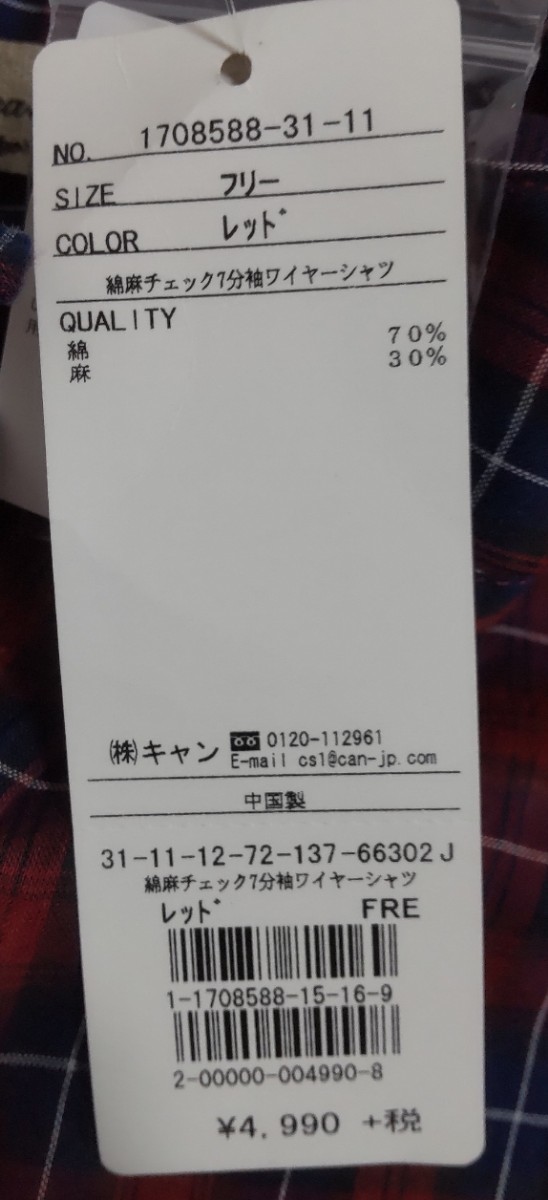 NO. 1708588-31-11
SIZE フリー
COLOR レッド
綿麻チェック7分袖ワイヤーシャツ
QUALITY
綿 70%
麻 30%
㈱キャン 0120-112961
E-mail cs1@can-jp.com
中国製
31-11-12-72-137-66302 J
綿麻チェック7分袖ワイヤーシャツ
レッド FRE
1-1708588-15-16-9
2-00000-004990-8
¥4,990 +税